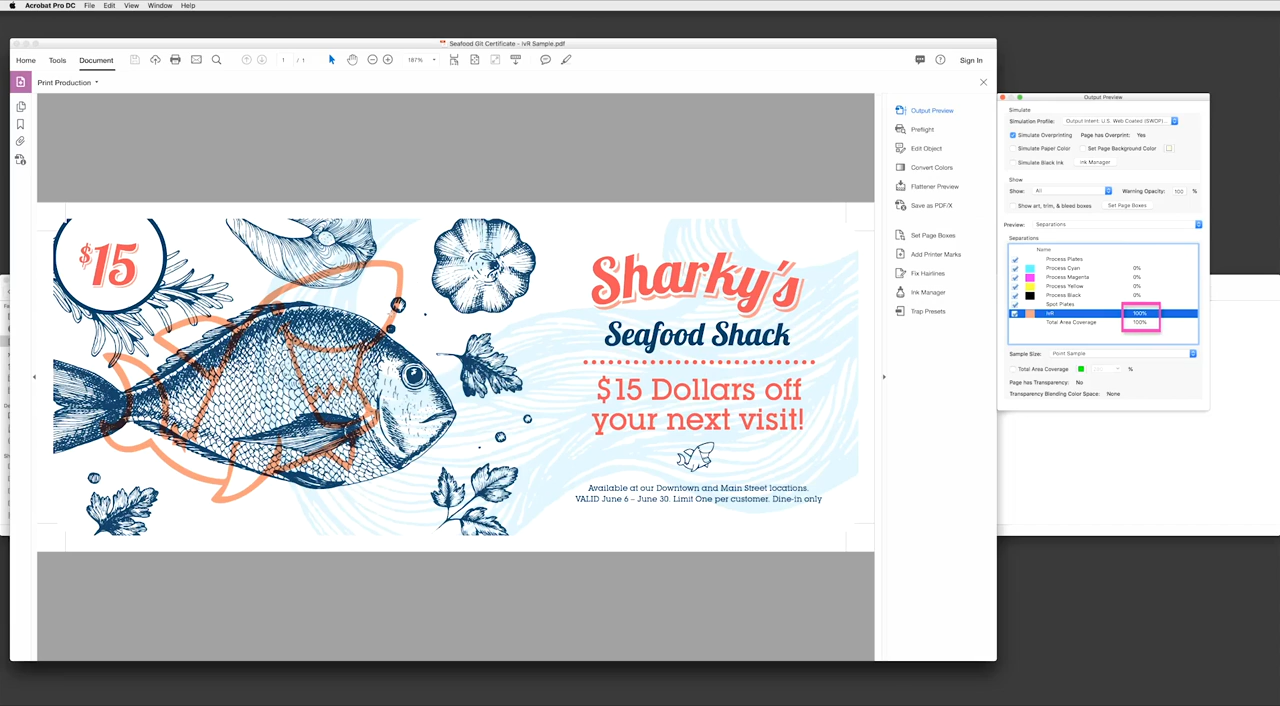 Acrobat Pro DC File Edit View Window Help
Seafood Git Certificate - IvR Sample.pdf
Home Tools Document 1 / 1 187% Sign In
Print Production
Output Preview
Preflight
Edit Object
Convert Colors
Flattener Preview
Save as PDF/X
Set Page Boxes
Add Printer Marks
Fix Hairlines
Ink Manager
Trap Presets
$15
Sharky's
Seafood Shack
$15 Dollars off
your next visit!
Available at our Downtown and Main Street locations.
VALID June 6 – June 30. Limit One per customer. Dine-in only
Output Preview
Simulate
Simulation Profile: Output Intent: U.S. Web Coated (SWOP)...
Simulate Overprinting Page has Overprint: Yes
Simulate Paper Color Set Page Background Color
Simulate Black Ink Ink Manager
Show
Show: All Warning Opacity: 100 %
Show art, trim, & bleed boxes Set Page Boxes
Preview: Separations
Separations
Name
Process Plates
Process Cyan 0%
Process Magenta 0%
Process Yellow 0%
Process Black 0%
Spot Plates
IvR 100%
Total Area Coverage 100%
Sample Size: Point Sample
Total Area Coverage %
Page has Transparency: No
Transparency Blending Color Space: None